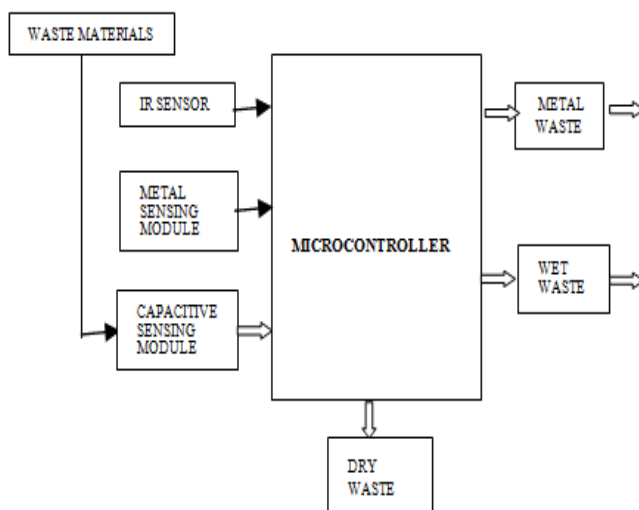 WASTE MATERIALS
IR SENSOR
METAL
SENSING
MODULE
CAPACITIVE
SENSING
MODULE
MICROCONTROLLER
METAL
WASTE
WET
WASTE
DRY
WASTE